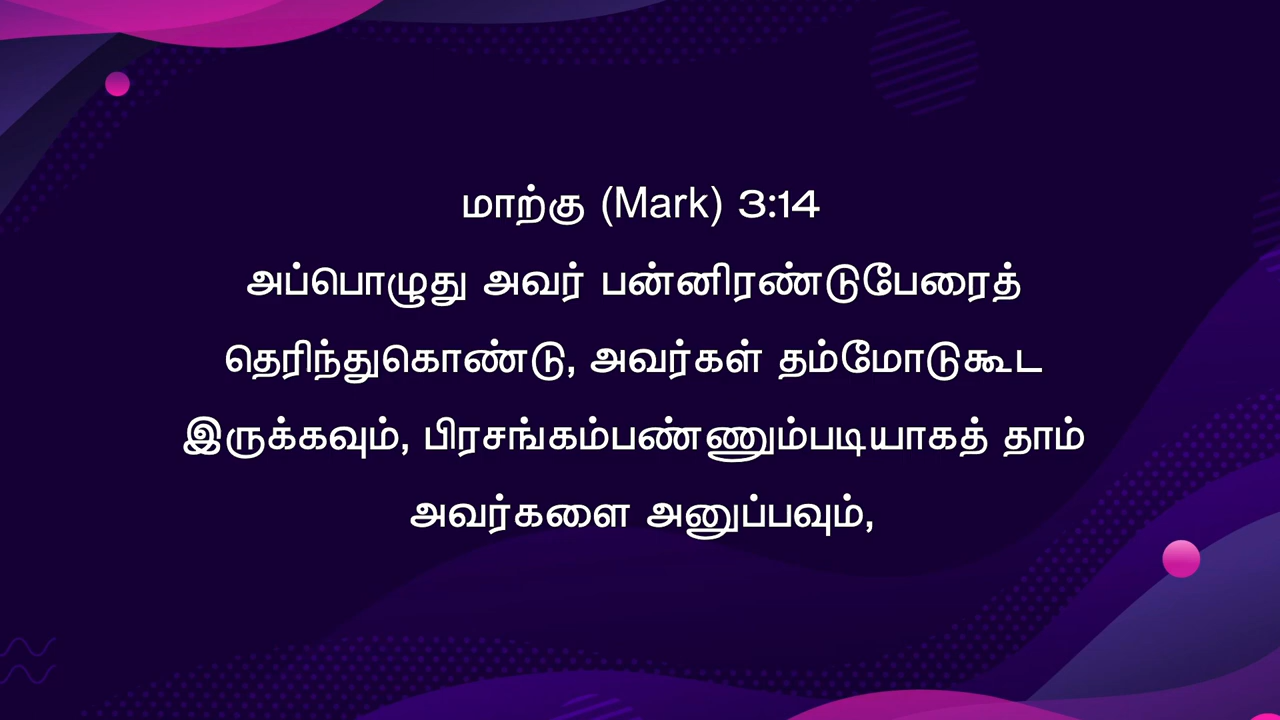 மாற்கு (Mark) 3:14
அப்பொழுது அவர் பன்னிரண்டுபேரைத்
தெரிந்துகொண்டு, அவர்கள் தம்மோடுகூட
இருக்கவும், பிரசங்கம்பண்ணும்படியாகத் தாம்
அவர்களை அனுப்பவும்,